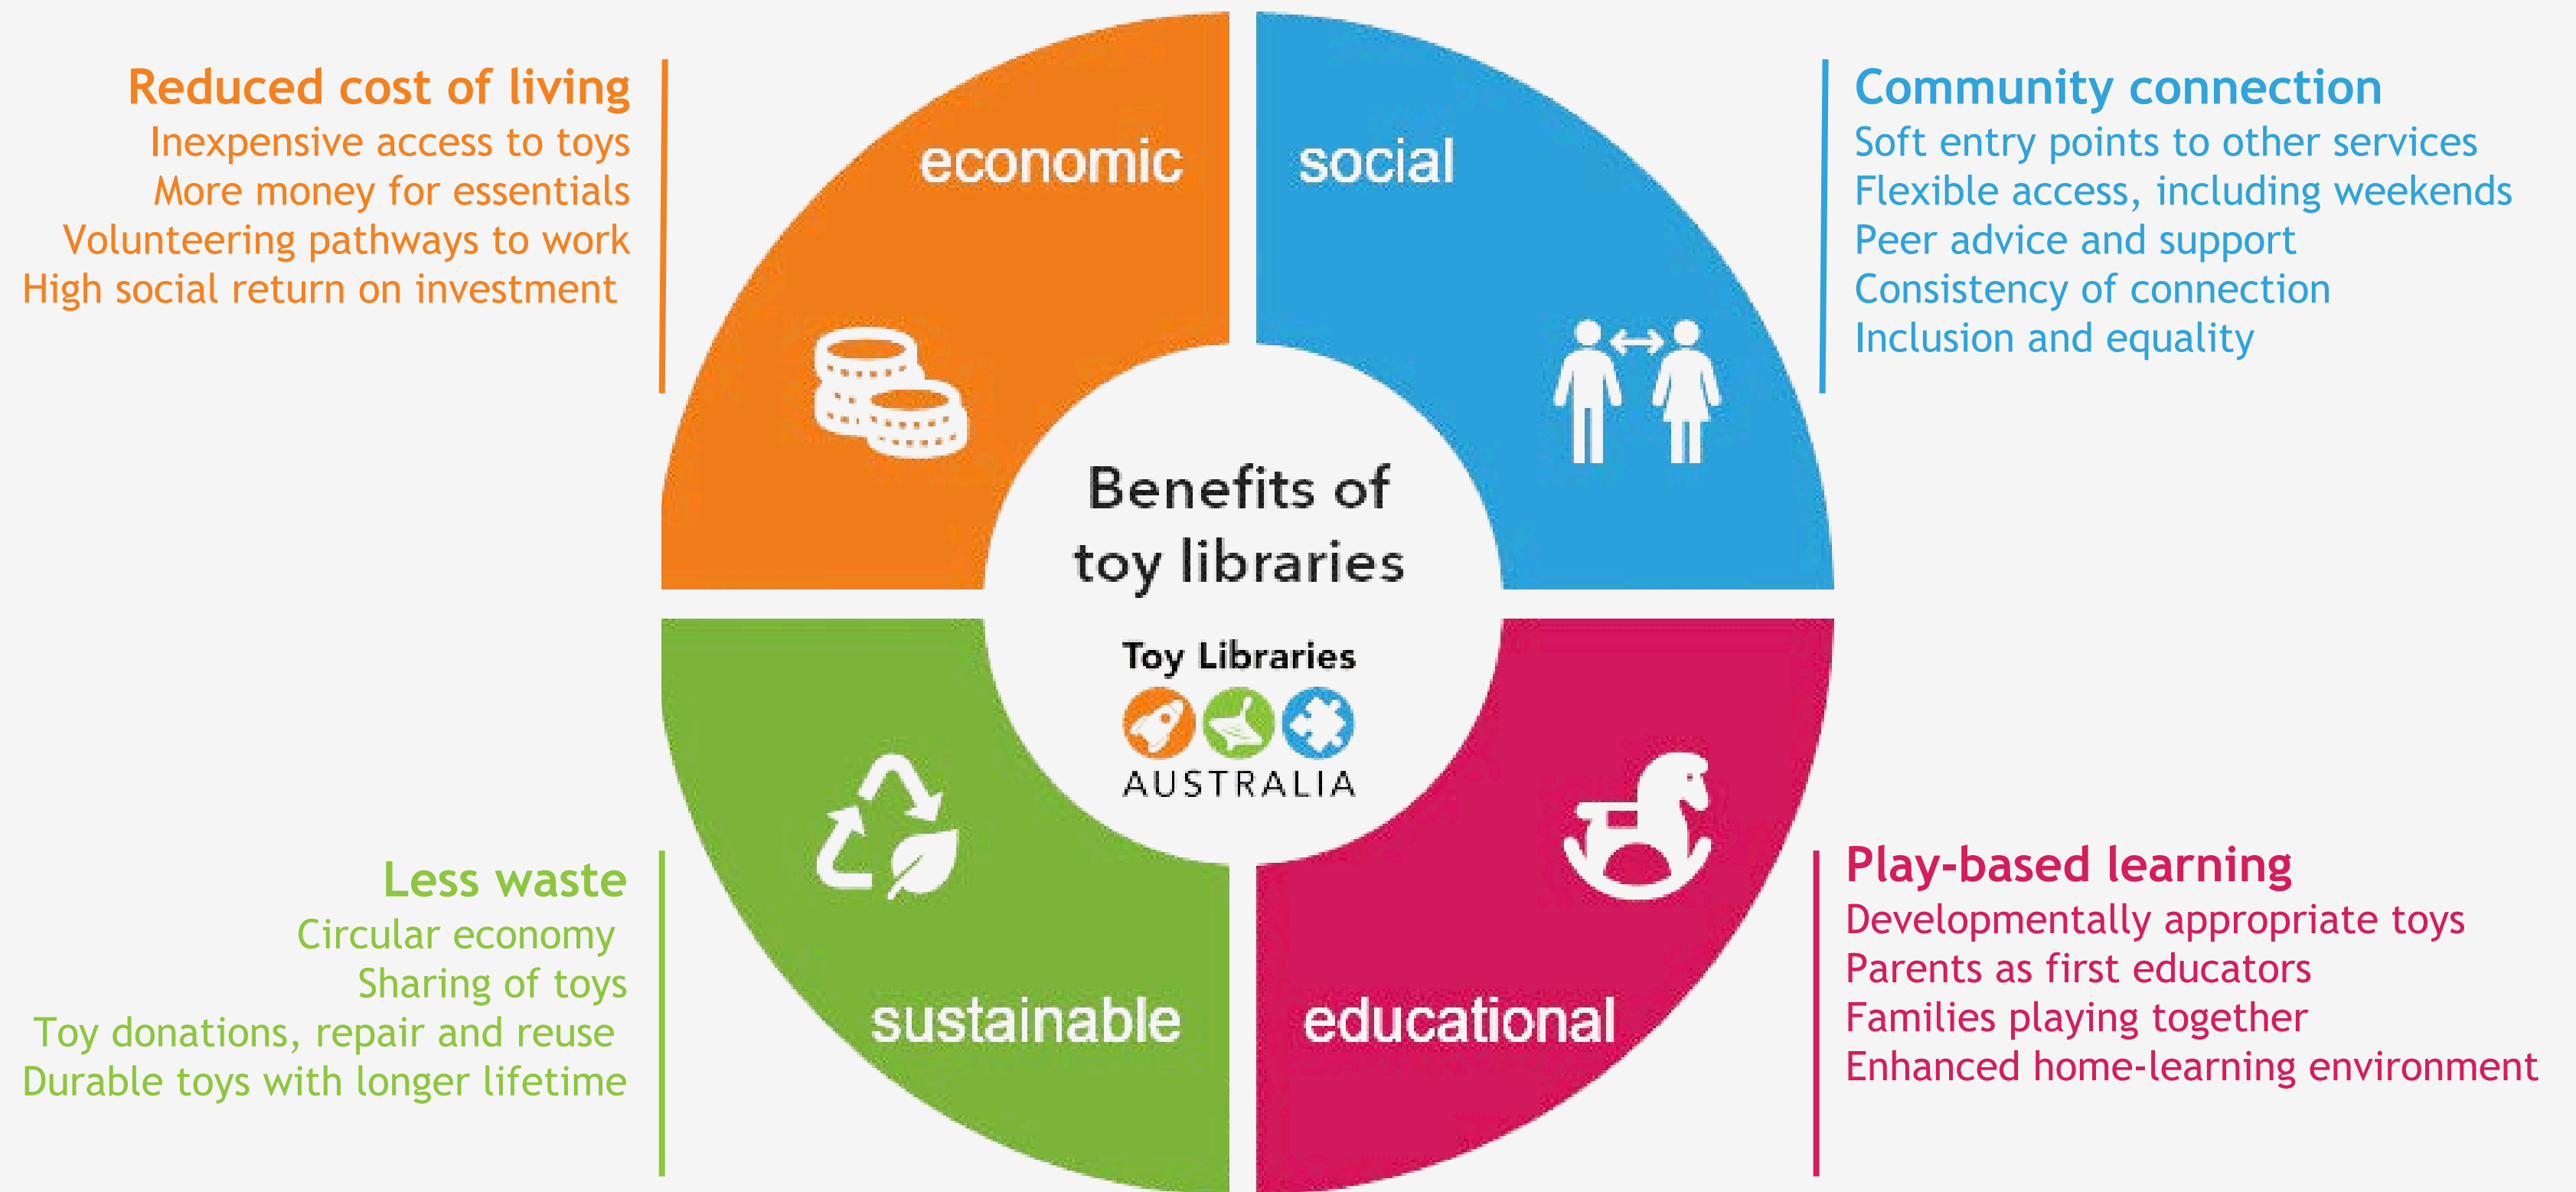 Reduced cost of living
Inexpensive access to toys
More money for essentials
Volunteering pathways to work
High social return on investment
economic
social
Community connection
Soft entry points to other services
Flexible access, including weekends
Peer advice and support
Consistency of connection
Inclusion and equality
Benefits of
toy libraries
Toy Libraries
AUSTRALIA
Less waste
Circular economy
Sharing of toys
Toy donations, repair and reuse
Durable toys with longer lifetime
sustainable
educational
Play-based learning
Developmentally appropriate toys
Parents as first educators
Families playing together
Enhanced home-learning environment